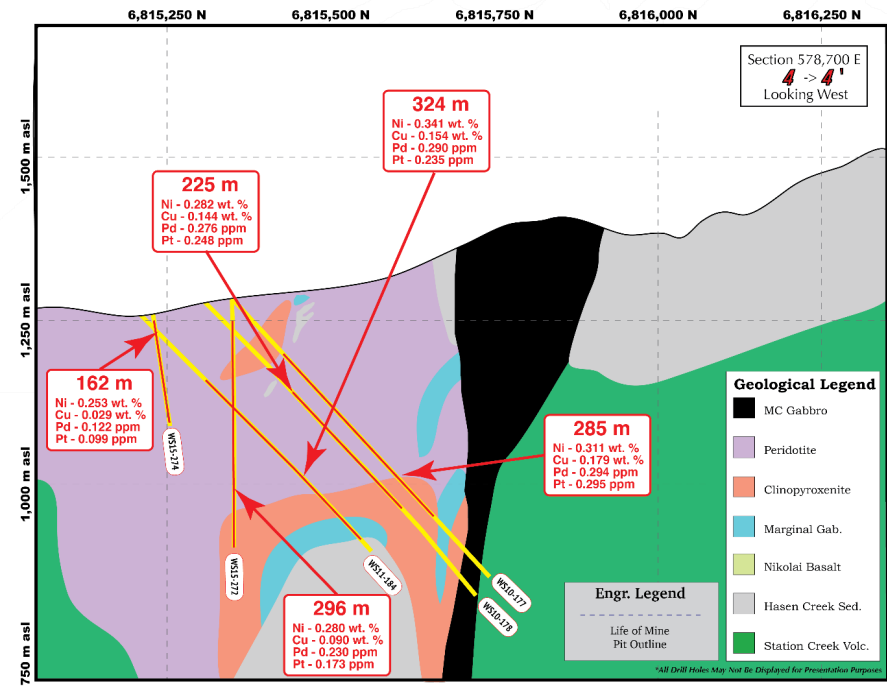 6,815,250 N
6,815,500 N
6,815,750 N
6,816,000 N
6,816,250 N
Section 578,700 E
4 -> 4'
Looking West
1,500 m asl
1,250 m asl
1,000 m asl
750 m asl
324 m
Ni - 0.341 wt. %
Cu - 0.154 wt. %
Pd - 0.290 ppm
Pt - 0.235 ppm
225 m
Ni - 0.282 wt. %
Cu - 0.144 wt. %
Pd - 0.276 ppm
Pt - 0.248 ppm
162 m
Ni - 0.253 wt. %
Cu - 0.029 wt. %
Pd - 0.122 ppm
Pt - 0.099 ppm
285 m
Ni - 0.311 wt. %
Cu - 0.179 wt. %
Pd - 0.294 ppm
Pt - 0.295 ppm
296 m
Ni - 0.280 wt. %
Cu - 0.090 wt. %
Pd - 0.230 ppm
Pt - 0.173 ppm
WS15-274
WS15-272
WS11-184
WS10-177
WS10-178
Geological Legend
MC Gabbro
Peridotite
Clinopyroxenite
Marginal Gab.
Nikolai Basalt
Hasen Creek Sed.
Station Creek Volc.
Engr. Legend
Life of Mine
Pit Outline
*All Drill Holes May Not Be Displayed for Presentation Purposes